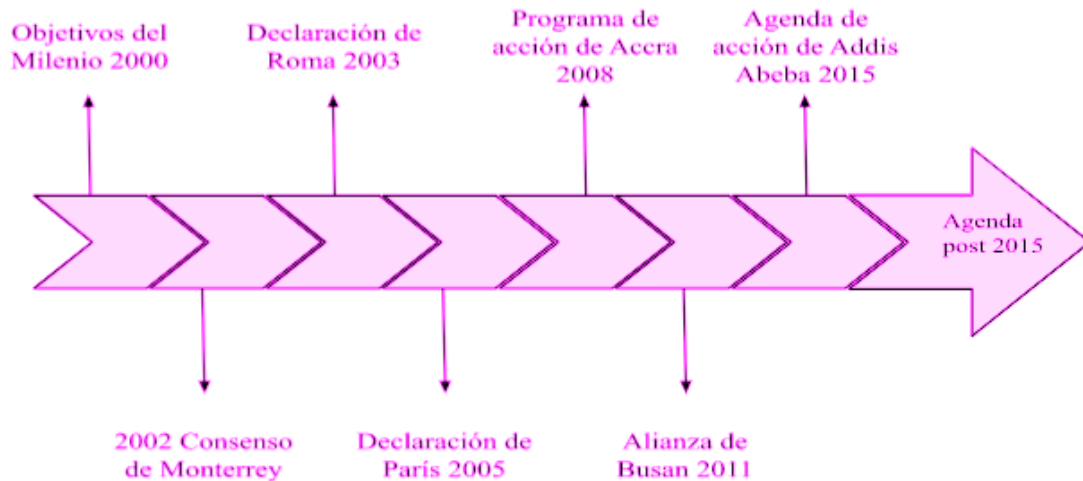 Objetivos del
Milenio 2000
Declaración de
Roma 2003
Programa de
acción de Accra
2008
Agenda de
acción de Addis
Abeba 2015
Agenda
post 2015
2002 Consenso
de Monterrey
Declaración de
París 2005
Alianza de
Busan 2011